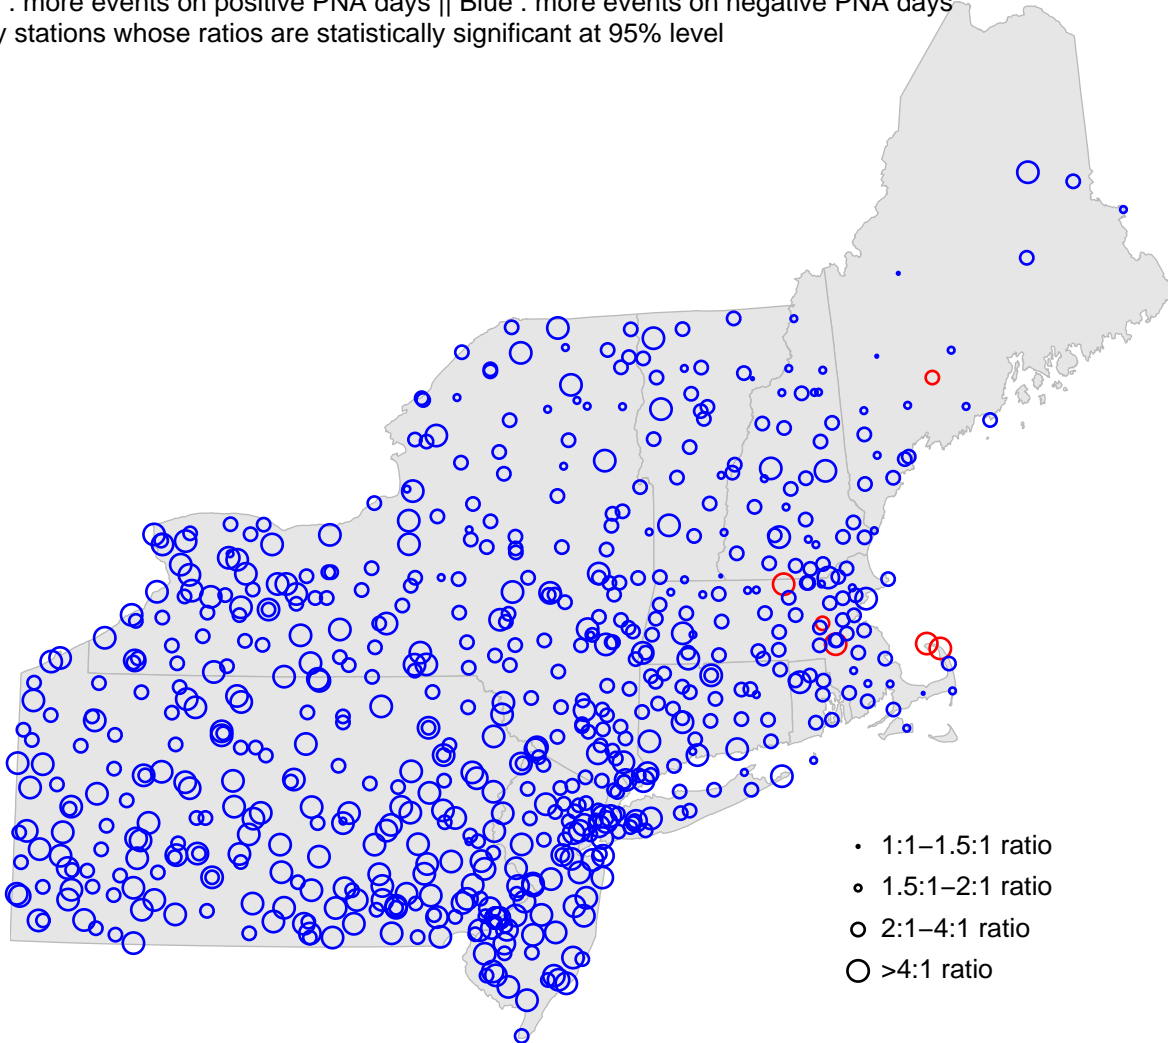 : more events on positive PNA days || Blue : more events on negative PNA days
stations whose ratios are statistically significant at 95% level
1:1–1.5:1 ratio
1.5:1–2:1 ratio
2:1–4:1 ratio
>4:1 ratio